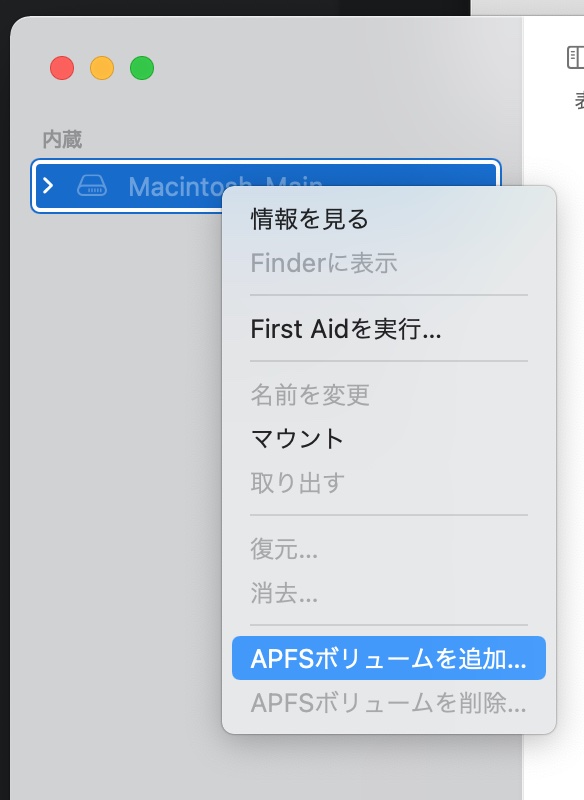 内蔵
Macintosh_Main
情報を見る
Finderに表示
First Aidを実行...
名前を変更
マウント
取り出す
復元...
消去...
APFSボリュームを追加...
APFSボリュームを削除...